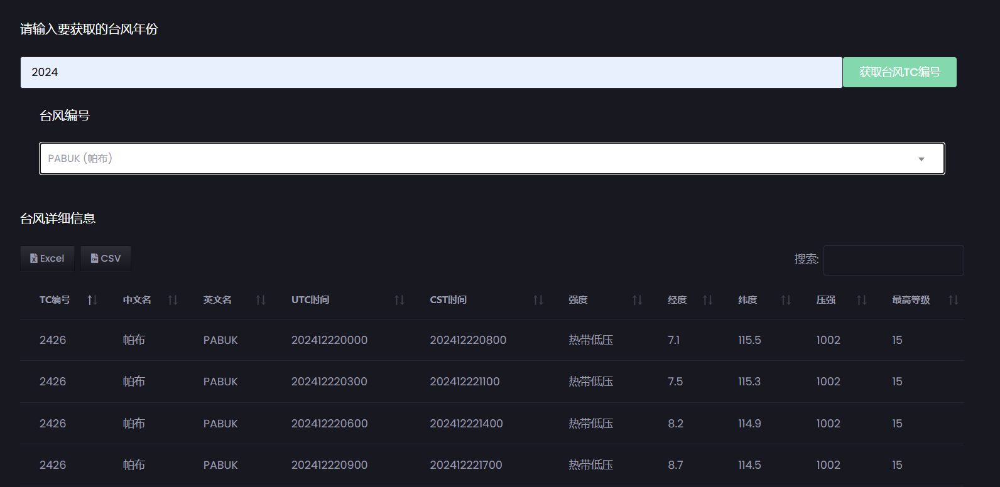 请输入要获取的台风年份
2024 获取台风TC编号
台风编号
PABUK (帕布)
台风详细信息
Excel CSV 搜索:
TC编号 中文名 英文名 UTC时间 CST时间 强度 经度 纬度 压强 最高等级
2426 帕布 PABUK 202412220000 202412220800 热带低压 7.1 115.5 1002 15
2426 帕布 PABUK 202412220300 202412221100 热带低压 7.5 115.3 1002 15
2426 帕布 PABUK 202412220600 202412221400 热带低压 8.2 114.9 1002 15
2426 帕布 PABUK 202412220900 202412221700 热带低压 8.7 114.5 1002 15